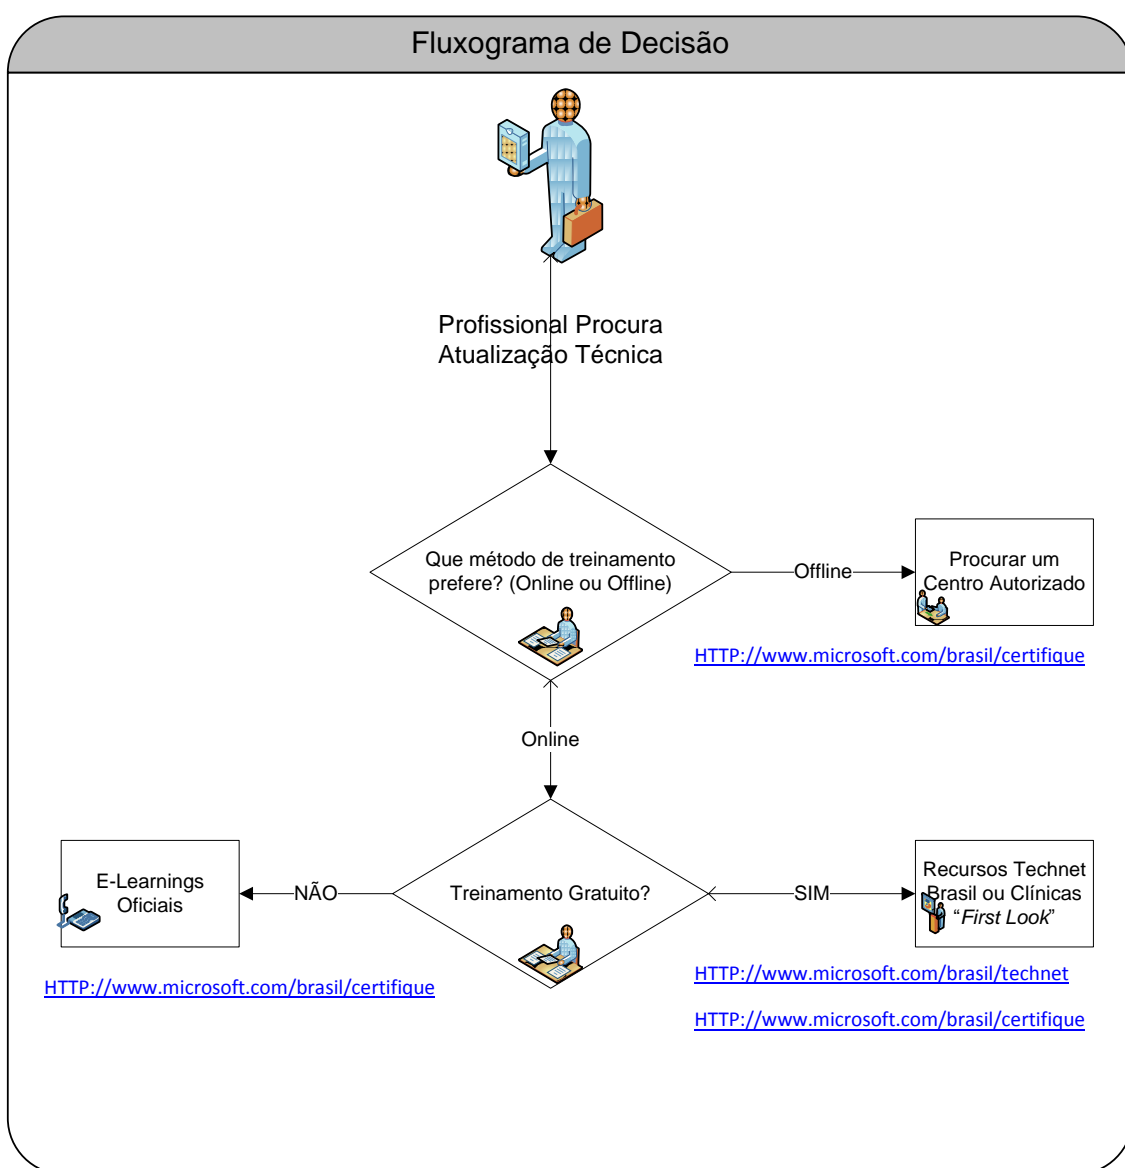 Fluxograma de Decisão
Profissional Procura
Atualização Técnica
Que método de treinamento
prefere? (Online ou Offline)
Offline
Procurar um
Centro Autorizado
HTTP://www.microsoft.com/brasil/certifique
Online
E-Learnings
Oficiais
NÃO
Treinamento Gratuito?
SIM
Recursos Technet
Brasil ou Clínicas
“First Look”
HTTP://www.microsoft.com/brasil/certifique
HTTP://www.microsoft.com/brasil/technet
HTTP://www.microsoft.com/brasil/certifique